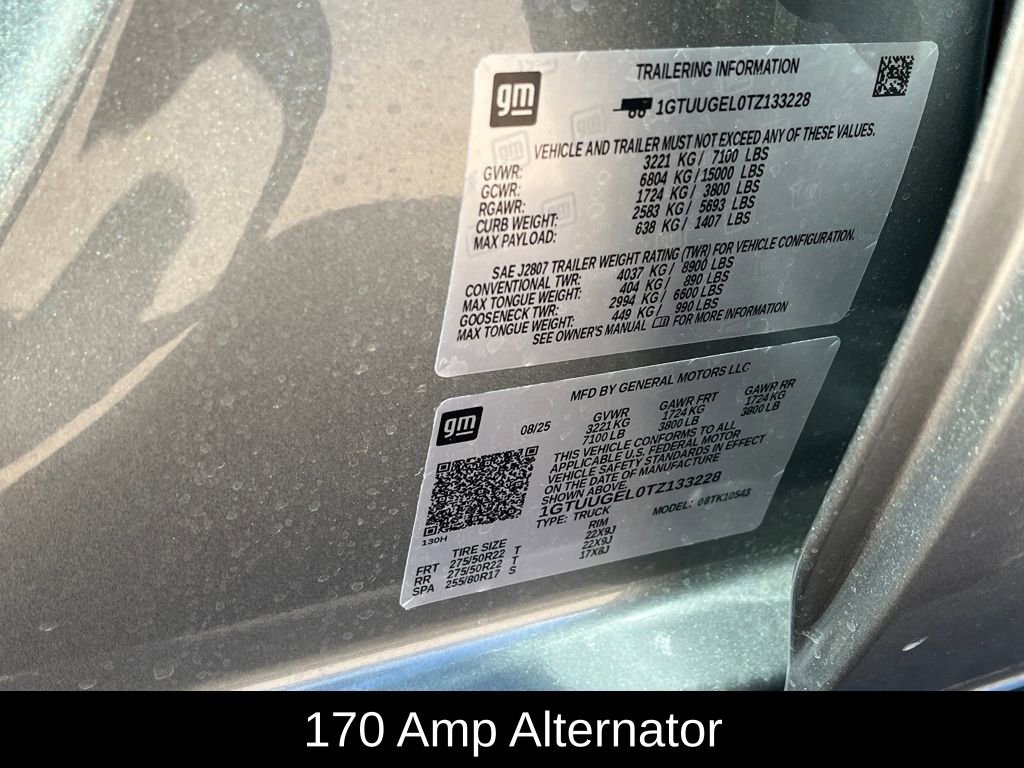 gm
TRAILERING INFORMATION
1GTUUGEL0TZ133228
VEHICLE AND TRAILER MUST NOT EXCEED ANY OF THESE VALUES.
GVWR: 3221 KG / 7100 LBS
GCWR: 6804 KG / 15000 LBS
RGAWR: 1724 KG / 3800 LBS
CURB WEIGHT: 2583 KG / 5693 LBS
MAX PAYLOAD: 638 KG / 1407 LBS
SAE J2807 TRAILER WEIGHT RATING (TWR) FOR VEHICLE CONFIGURATION.
CONVENTIONAL TWR: 4037 KG / 8900 LBS
MAX TONGUE WEIGHT: 404 KG / 890 LBS
GOOSENECK TWR: 2994 KG / 6600 LBS
MAX TONGUE WEIGHT: 449 KG / 990 LBS
SEE OWNER'S MANUAL FOR MORE INFORMATION
gm
MFD BY GENERAL MOTORS LLC
08/25 GVWR GAWR FRT GAWR RR
3221 KG 1724 KG 1724 KG
7100 LB 3800 LB 3800 LB
THIS VEHICLE CONFORMS TO ALL
APPLICABLE U.S. FEDERAL MOTOR
VEHICLE SAFETY STANDARDS IN EFFECT
ON THE DATE OF MANUFACTURE
SHOWN ABOVE.
1GTUUGEL0TZ133228
TYPE: TRUCK MODEL: 08TK10543
130H
TIRE SIZE RIM
FRT 275/50R22 T 22X9J
RR 275/50R22 T 22X9J
SPA 255/80R17 S 17X8J
170 Amp Alternator